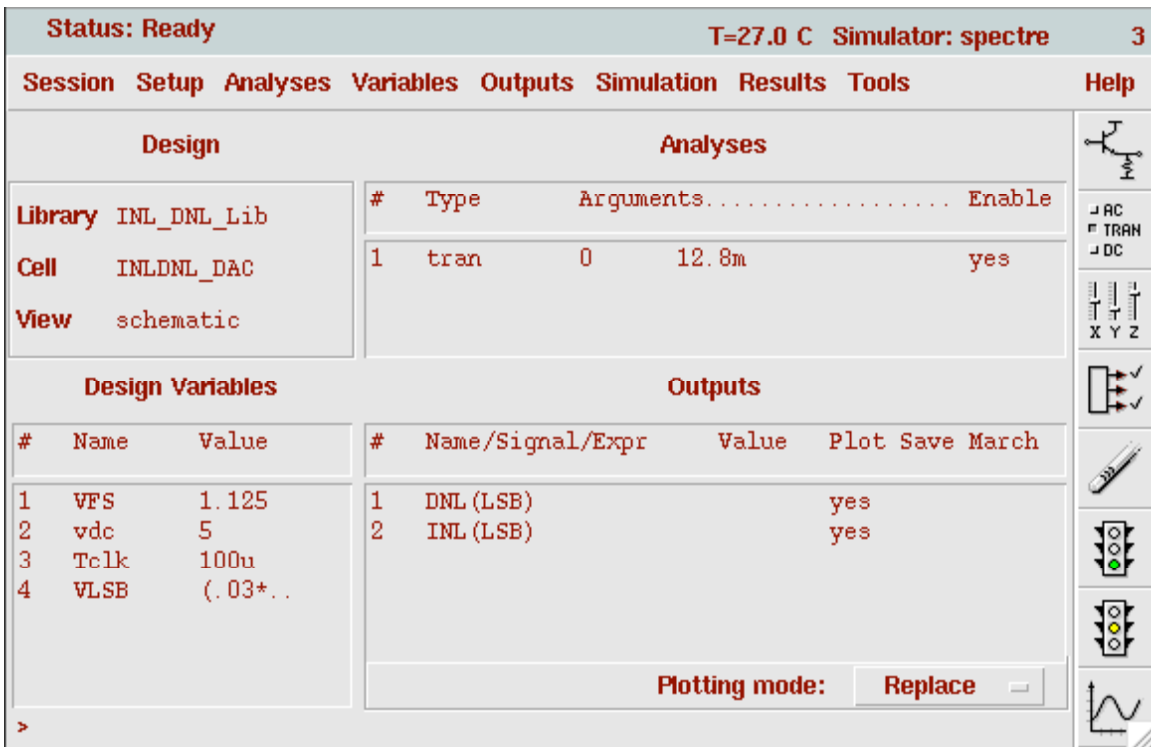 Status: Ready T=27.0 C Simulator: spectre 3
Session Setup Analyses Variables Outputs Simulation Results Tools Help
Design
Library INL_DNL_Lib
Cell INLDNL_DAC
View schematic
Analyses
# Type Arguments................... Enable
1 tran 0 12.8m yes
Design Variables
# Name Value
1 VFS 1.125
2 vdc 5
3 Tclk 100u
4 VLSB (.03*..
Outputs
# Name/Signal/Expr Value Plot Save March
1 DNL(LSB) yes
2 INL(LSB) yes
Plotting mode: Replace
>
AC
TRAN
DC
X Y Z